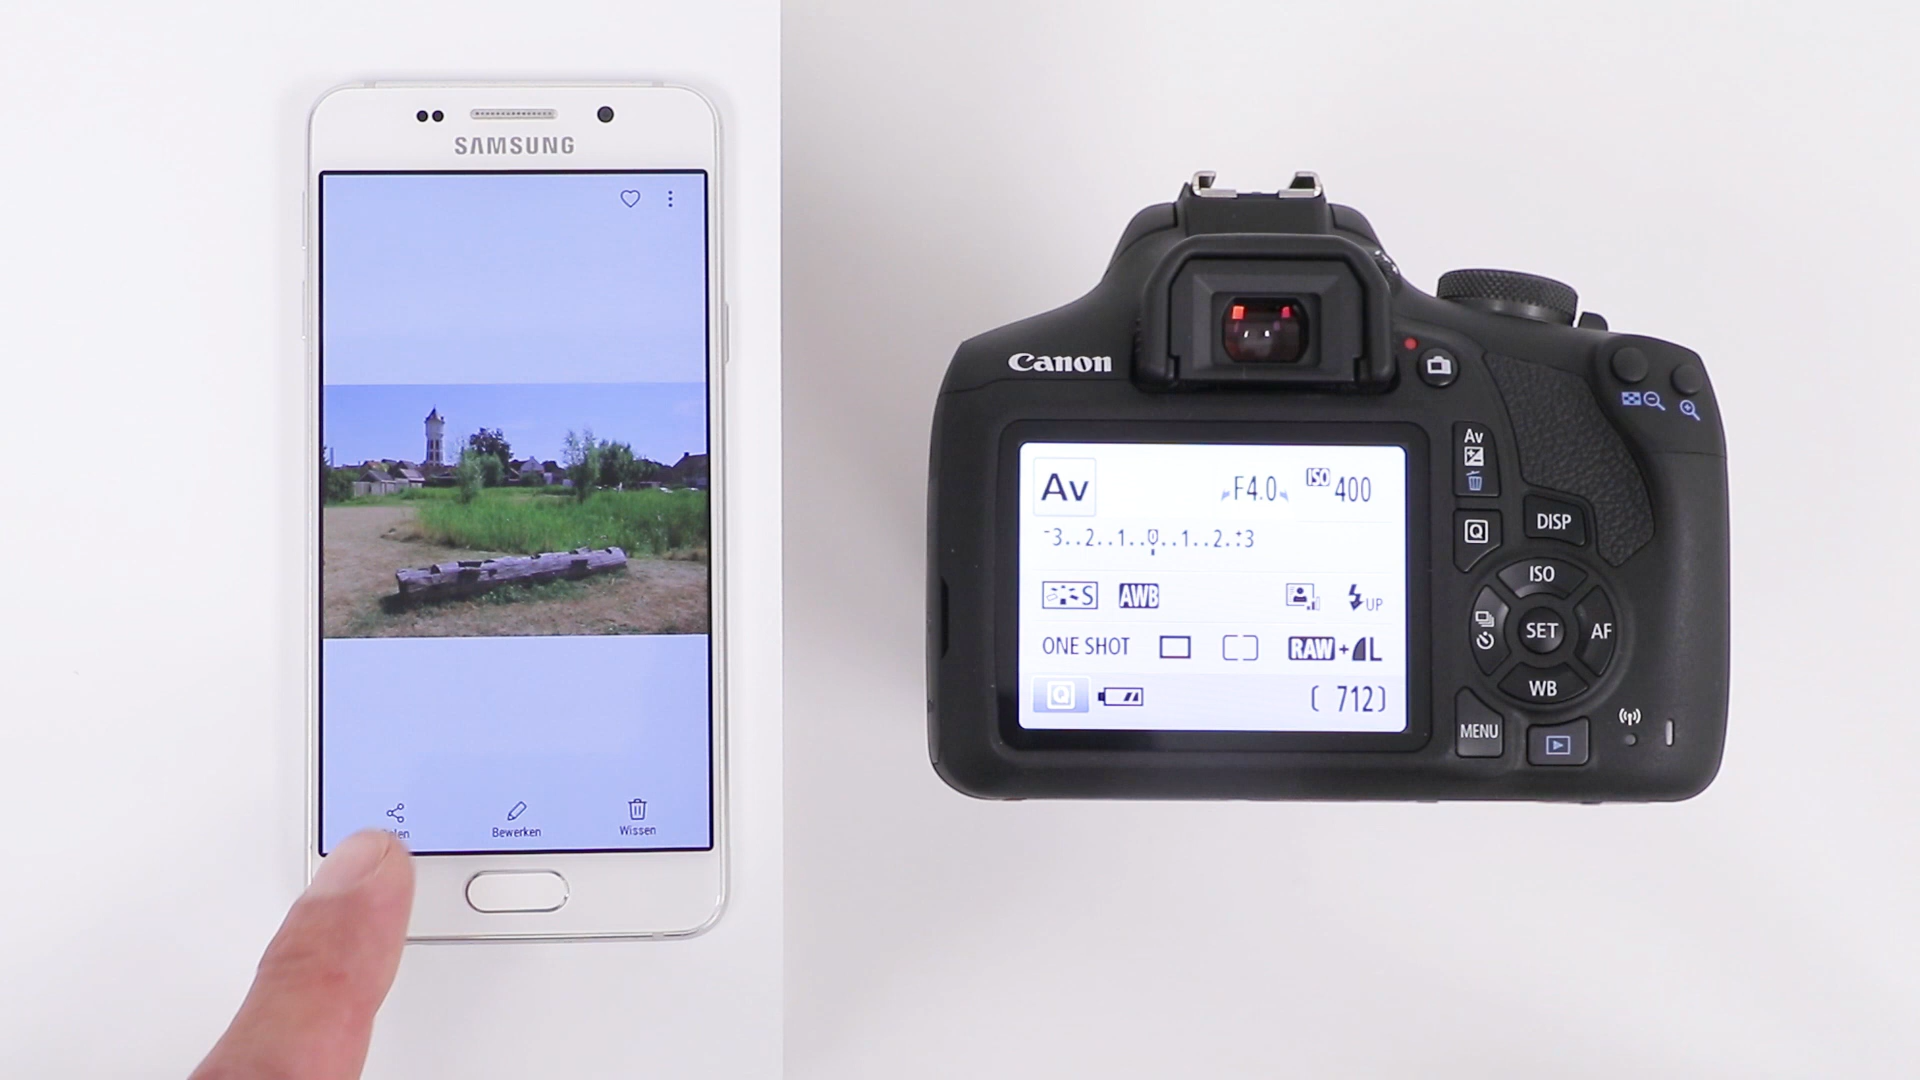 SAMSUNG
Bewerken
Wissen
Canon
Av
F4.0
ISO 400
-3..2..1..0..1..2.:+3
S
AWB
UP
ONE SHOT
RAW+L
Q
(712)
Av
Q
DISP
ISO
SET
AF
WB
MENU